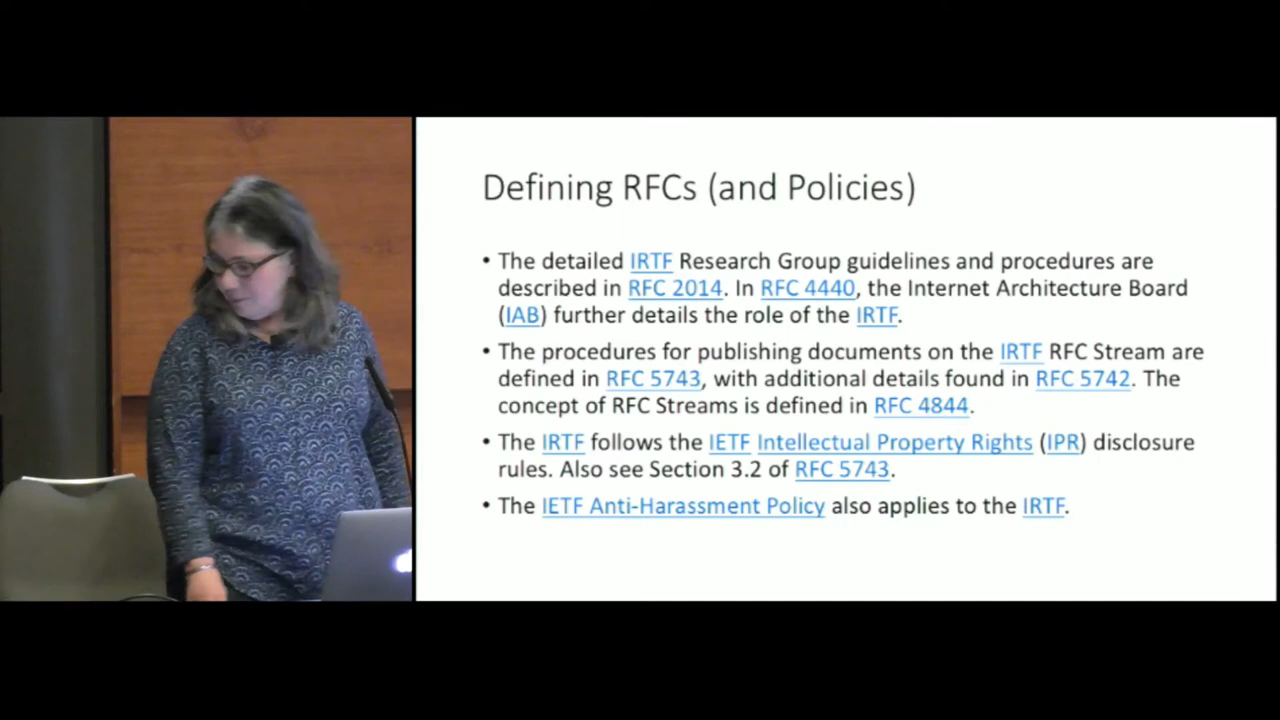 Defining RFCs (and Policies)
• The detailed IRTF Research Group guidelines and procedures are
described in RFC 2014. In RFC 4440, the Internet Architecture Board
(IAB) further details the role of the IRTF.
• The procedures for publishing documents on the IRTF RFC Stream are
defined in RFC 5743, with additional details found in RFC 5742. The
concept of RFC Streams is defined in RFC 4844.
• The IRTF follows the IETF Intellectual Property Rights (IPR) disclosure
rules. Also see Section 3.2 of RFC 5743.
• The IETF Anti-Harassment Policy also applies to the IRTF.